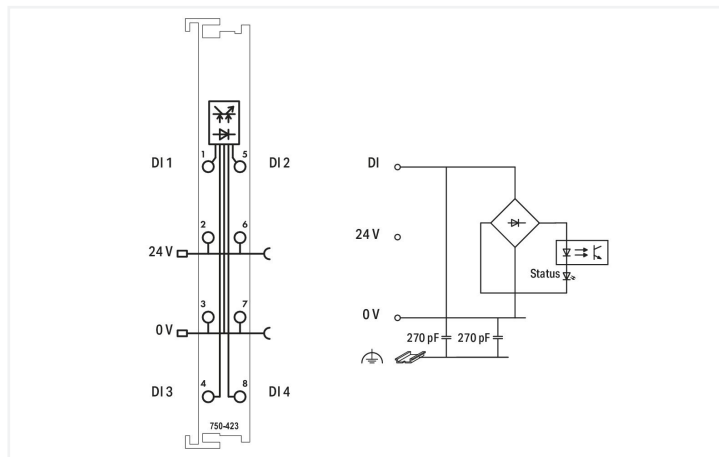 1 5
DI 1 DI 2
2 6
24 V
3 7
0 V
DI 3 4 8 DI 4
750-423
DI
24 V
Status
0 V
270 pF 270 pF